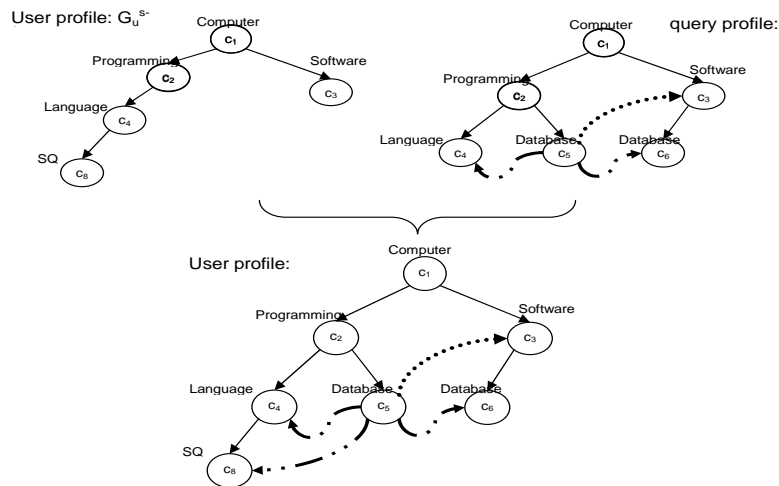 User profile: Gᵤˢ⁻
Computer
c₁
Programming
c₂
Software
c₃
Language
c₄
SQ
c₈
query profile:
Computer
c₁
Programming
c₂
Software
c₃
Language
c₄
Database
c₅
Database
c₆
User profile:
Computer
c₁
Programming
c₂
Software
c₃
Language
c₄
Database
c₅
Database
c₆
SQ
c₈